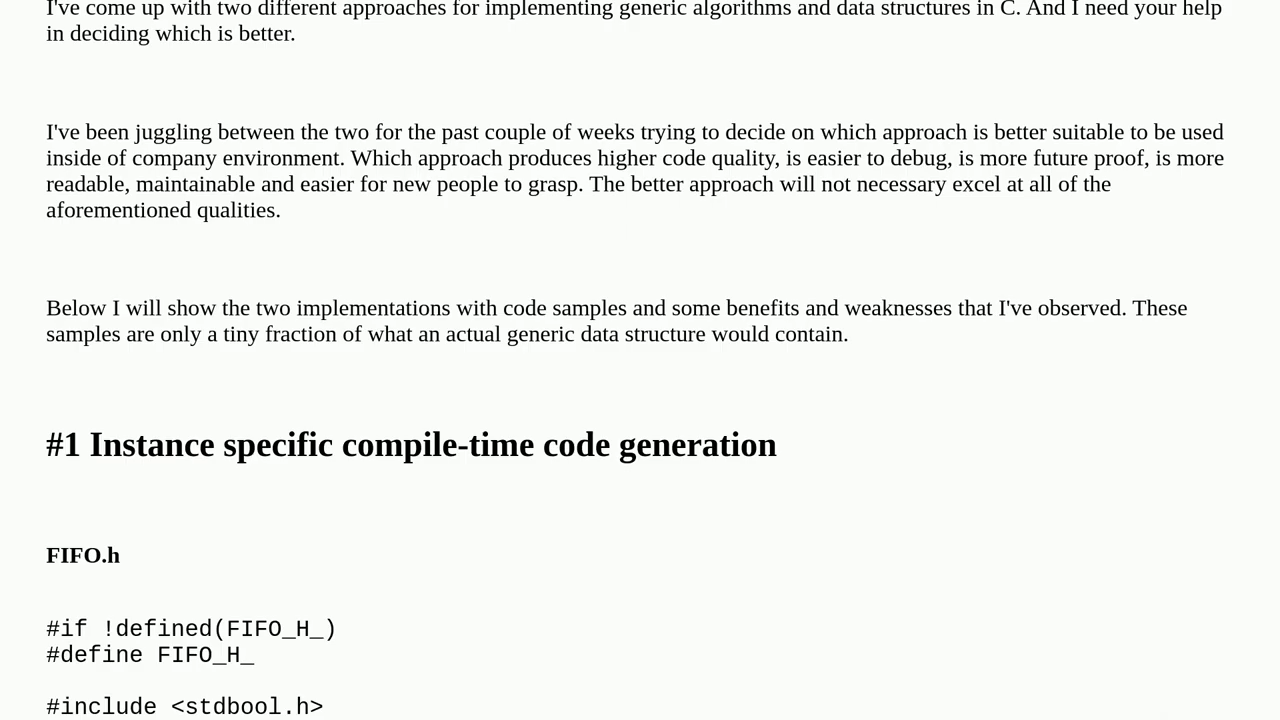 I've come up with two different approaches for implementing generic algorithms and data structures in C. And I need your help
in deciding which is better.
I've been juggling between the two for the past couple of weeks trying to decide on which approach is better suitable to be used
inside of company environment. Which approach produces higher code quality, is easier to debug, is more future proof, is more
readable, maintainable and easier for new people to grasp. The better approach will not necessary excel at all of the
aforementioned qualities.
Below I will show the two implementations with code samples and some benefits and weaknesses that I've observed. These
samples are only a tiny fraction of what an actual generic data structure would contain.
#1 Instance specific compile-time code generation
FIFO.h
#if !defined(FIFO_H_)
#define FIFO_H_
#include <stdbool.h>